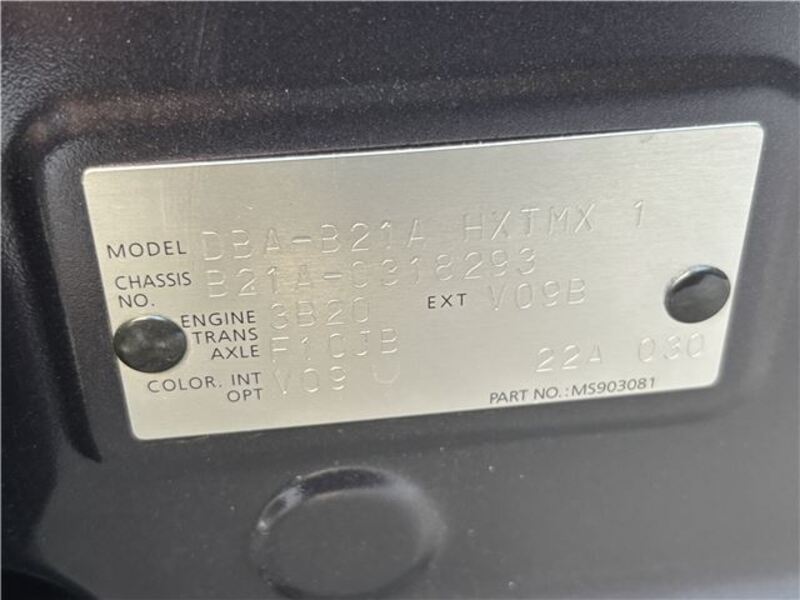 MODEL DBA-B21A HXTMX 1
CHASSIS NO. B21A-0318293
ENGINE 3B20 EXT V09B
TRANS AXLE F1CJB
COLOR. INT OPT V09 U
22A 030
PART NO.: MS903081